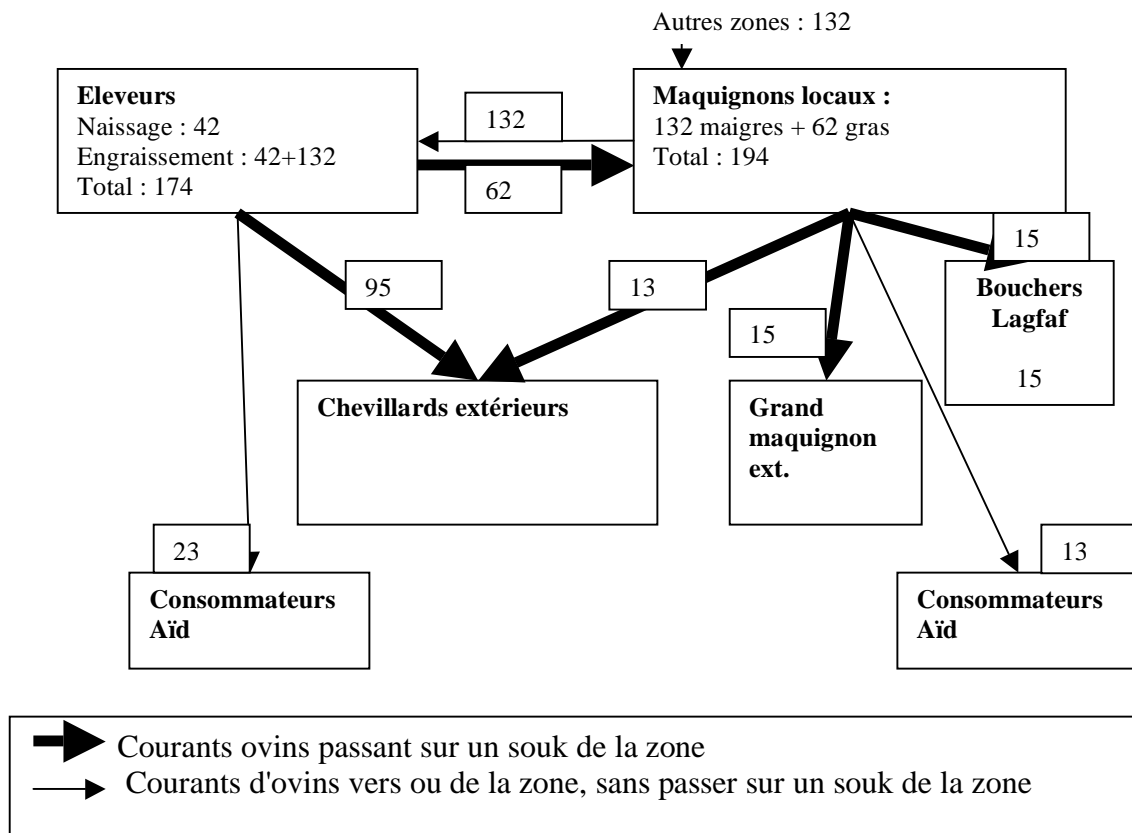 Autres zones : 132
Eleveurs
Naissage : 42
Engraissement : 42+132
Total : 174
132
62
Maquignons locaux :
132 maigres + 62 gras
Total : 194
95
13
15
15
Bouchers
Lagfaf
15
Chevillards extérieurs
Grand
maquignon
ext.
23
Consommateurs
Aïd
13
Consommateurs
Aïd
Courants ovins passant sur un souk de la zone
Courants d'ovins vers ou de la zone, sans passer sur un souk de la zone